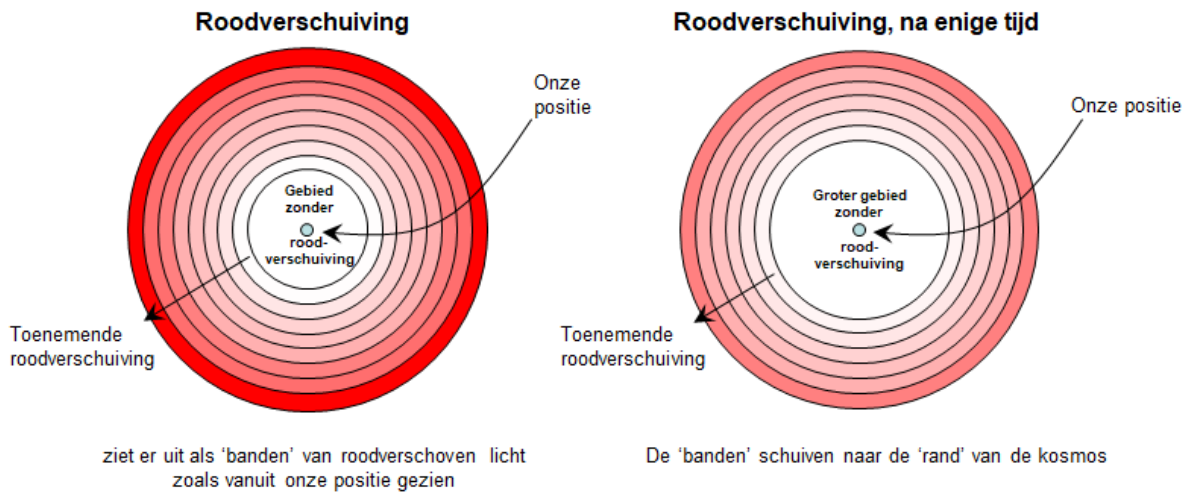 Roodverschuiving
Onze
positie
Gebied
zonder
rood-
verschuiving
Toenemende
roodverschuiving
ziet er uit als ‘banden’ van roodverschoven licht
zoals vanuit onze positie gezien
Roodverschuiving, na enige tijd
Onze positie
Groter gebied
zonder
rood-
verschuiving
Toenemende
roodverschuiving
De ‘banden’ schuiven naar de ‘rand’ van de kosmos